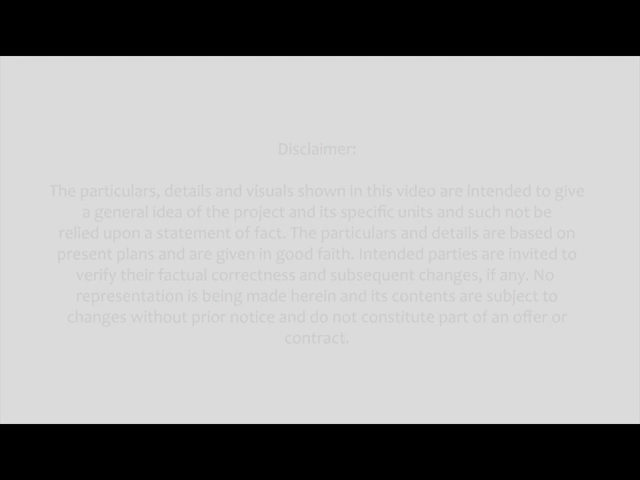 Disclaimer:
The particulars, details and visuals shown in this video are intended to give
a general idea of the project and its specific units and such not be
relied upon a statement of fact. The particulars and details are based on
present plans and are given in good faith. Intended parties are invited to
verify their factual correctness and subsequent changes, if any. No
representation is being made herein and its contents are subject to
changes without prior notice and do not constitute part of an offer or
contract.